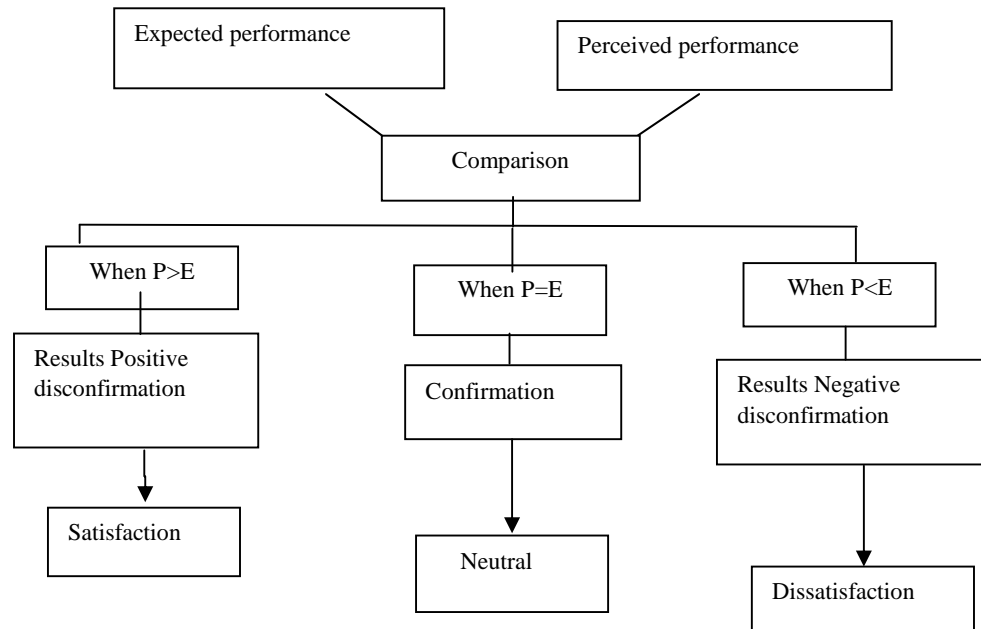 Expected performance
Perceived performance
Comparison
When P>E
When P=E
When P<E
Results Positive
disconfirmation
Confirmation
Results Negative
disconfirmation
Satisfaction
Neutral
Dissatisfaction